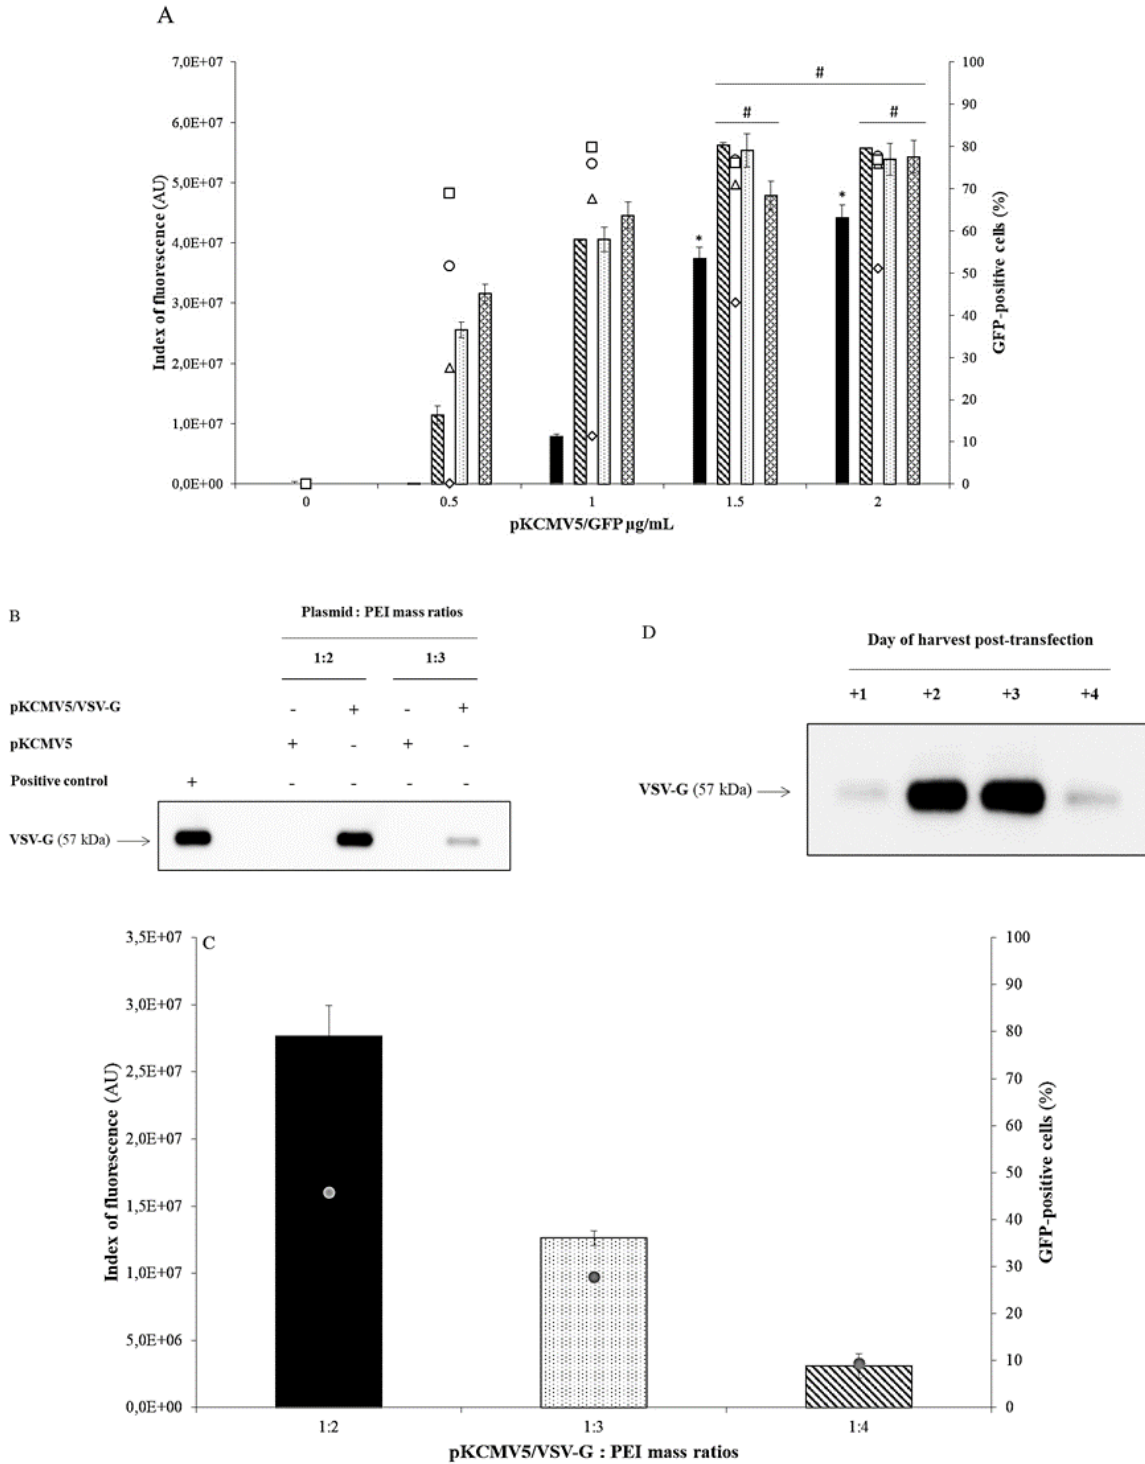 A
7,0E+07
6,0E+07
5,0E+07
4,0E+07
3,0E+07
2,0E+07
1,0E+07
0,0E+00
Index of fluorescence (AU)
#
#
#
*
*
100
90
80
70
60
50
40
30
20
10
0
GFP-positive cells (%)
0
0.5
1
1.5
2
pKCMV5/GFP µg/mL
B
Plasmid : PEI mass ratios
1:2
1:3
pKCMV5/VSV-G
- + - +
pKCMV5
+ - + -
Positive control
+ - - - -
VSV-G (57 kDa)
D
Day of harvest post-transfection
+1 +2 +3 +4
VSV-G (57 kDa)
C
3,5E+07
3,0E+07
2,5E+07
2,0E+07
1,5E+07
1,0E+07
5,0E+06
0,0E+00
Index of fluorescence (AU)
100
90
80
70
60
50
40
30
20
10
0
GFP-positive cells (%)
1:2
1:3
1:4
pKCMV5/VSV-G : PEI mass ratios